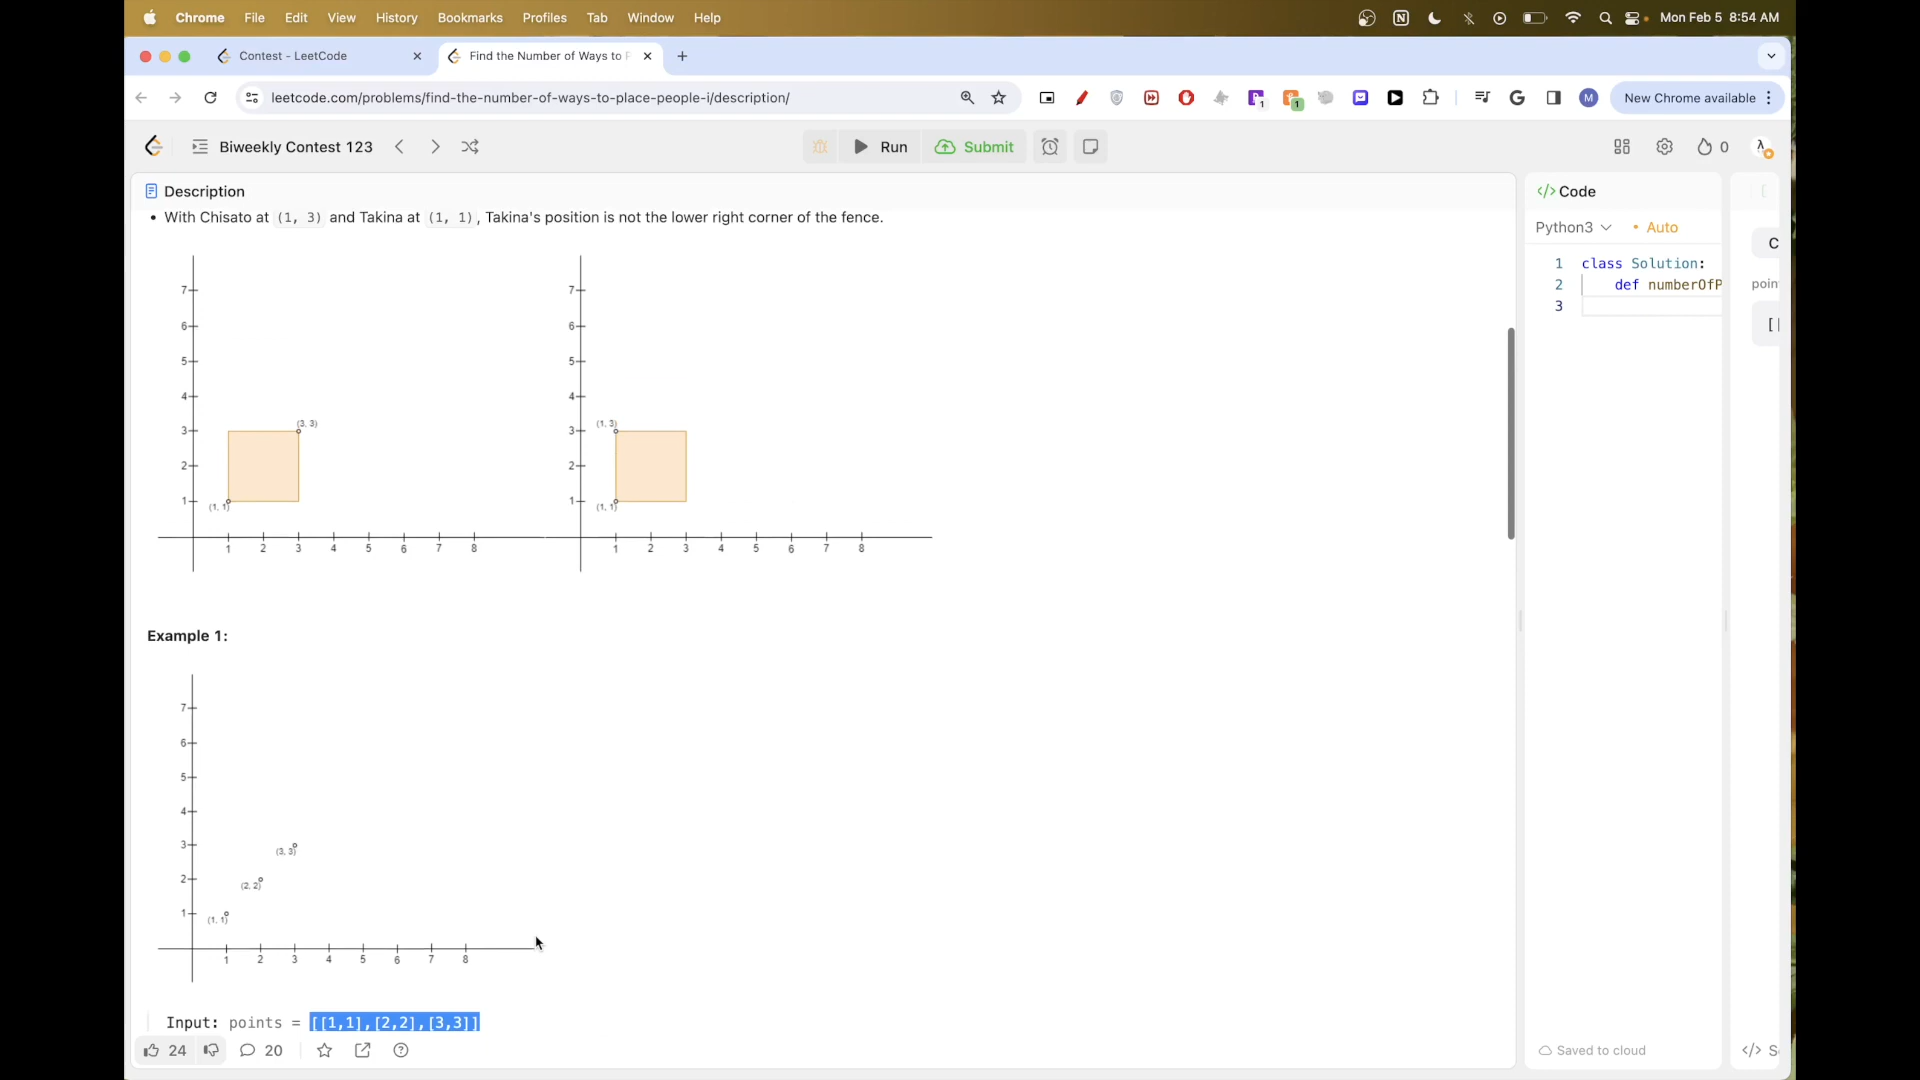 Chrome File Edit View History Bookmarks Profiles Tab Window Help Mon Feb 5 8:54 AM
Contest - LeetCode Find the Number of Ways to P
leetcode.com/problems/find-the-number-of-ways-to-place-people-i/description/ 1 1 M New Chrome available
Biweekly Contest 123 Run Submit 0
Description
• With Chisato at (1, 3) and Takina at (1, 1), Takina's position is not the lower right corner of the fence.
7
6
5
4
3
2
1
(3, 3)
(1, 1)
1 2 3 4 5 6 7 8
7
6
5
4
3
2
1
(1, 3)
(1, 1)
1 2 3 4 5 6 7 8
Example 1:
7
6
5
4
3
2
1
(3, 3)
(2, 2)
(1, 1)
1 2 3 4 5 6 7 8
Input: points = [[1,1],[2,2],[3,3]]
24 20
</> Code
Python3 • Auto
1 class Solution:
2 def numberOfP
3
Saved to cloud
C
poin
[[
</> S